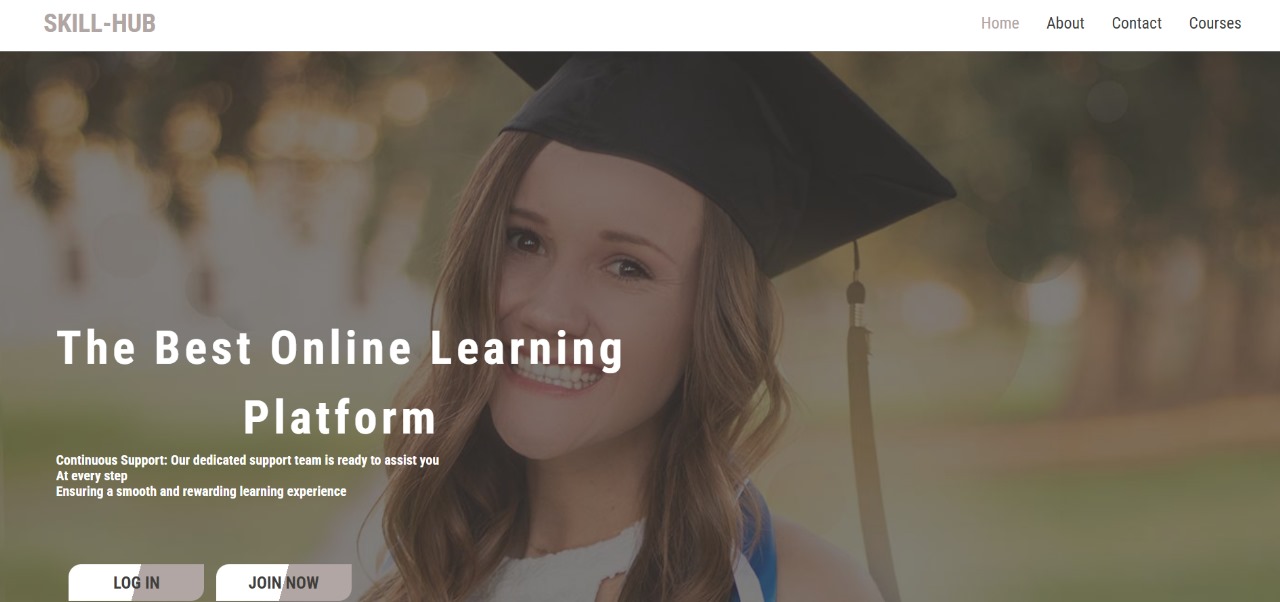 SKILL-HUB
Home About Contact Courses
The Best Online Learning
Platform
Continuous Support: Our dedicated support team is ready to assist you
At every step
Ensuring a smooth and rewarding learning experience
LOG IN JOIN NOW